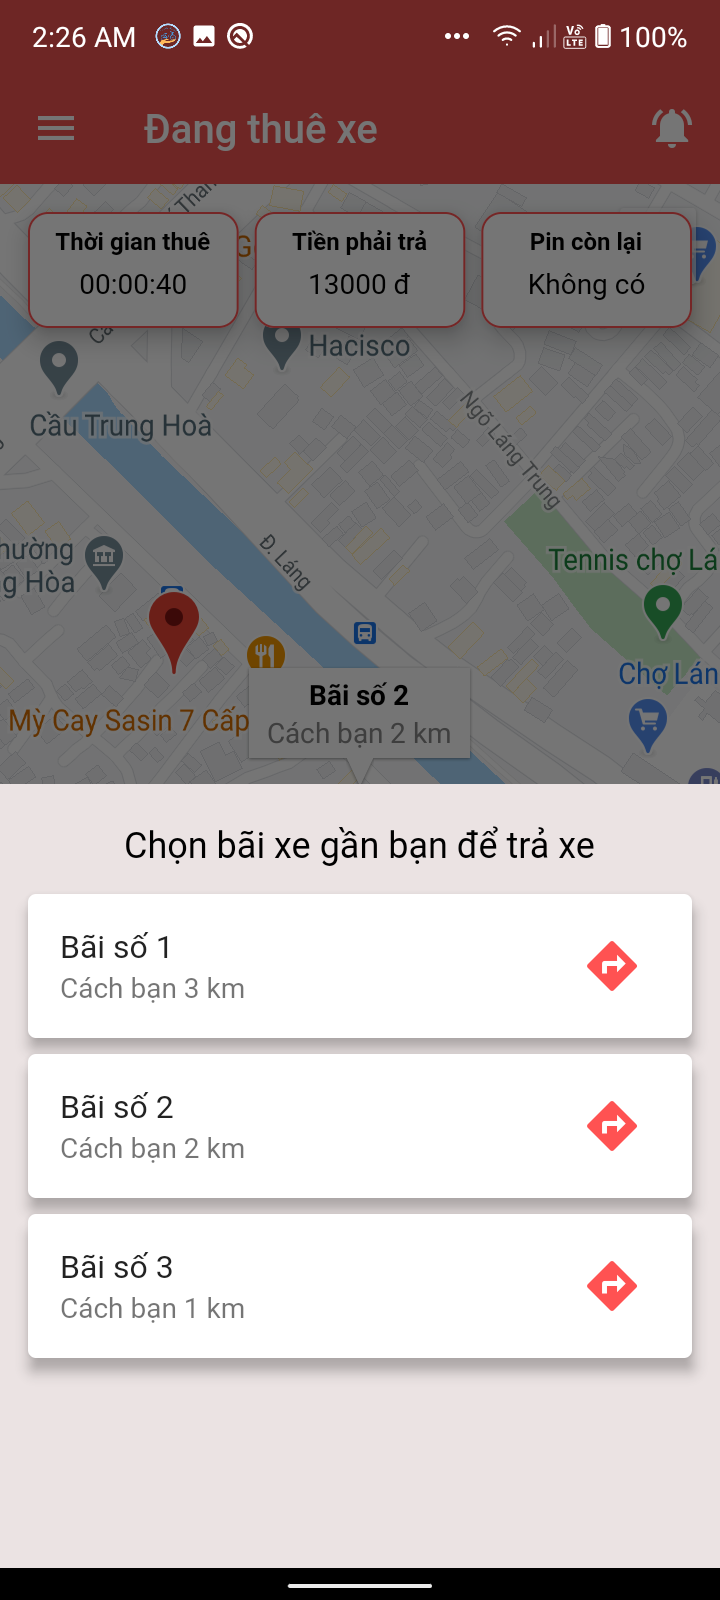 2:26 AM
Vo LTE
100%
Đang thuê xe
Thời gian thuê
00:00:40
Tiền phải trả
13000 đ
Pin còn lại
Không có
Hacisco
Cầu Trung Hoà
Ngõ Láng Trung
Đ. Láng
g Hòa
Tennis chợ Lá
Chợ Lán
Mỳ Cay Sasin 7 Cấp
Bãi số 2
Cách bạn 2 km
Chọn bãi xe gần bạn để trả xe
Bãi số 1
Cách bạn 3 km
Bãi số 2
Cách bạn 2 km
Bãi số 3
Cách bạn 1 km